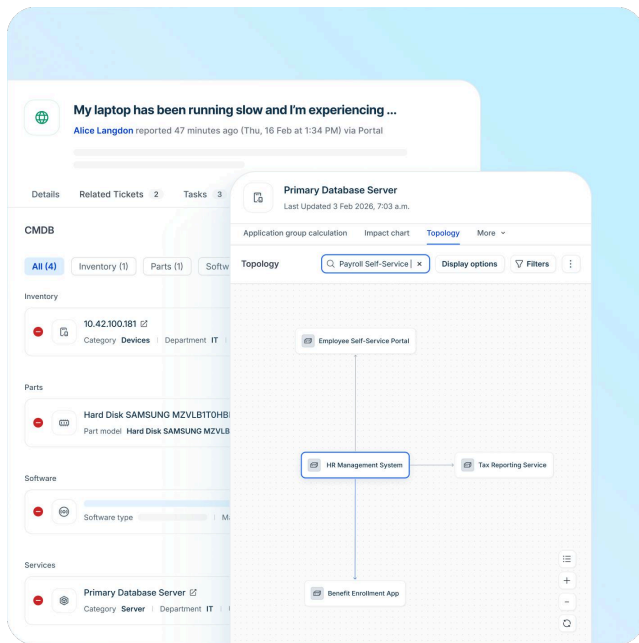 My laptop has been running slow and I'm experiencing ...
Alice Langdon reported 47 minutes ago (Thu, 16 Feb at 1:34 PM) via Portal
Details Related Tickets 2 Tasks 3
CMDB
All (4) Inventory (1) Parts (1) Softw
Inventory
10.42.100.181
Category Devices Department IT
Parts
Hard Disk SAMSUNG MZVLB1T0HB
Part model Hard Disk SAMSUNG MZVLB
Software
Software type
Services
Primary Database Server
Category Server Department IT
Primary Database Server
Last Updated 3 Feb 2026, 7:03 a.m.
Application group calculation Impact chart Topology More
Topology Payroll Self-Service Display options Filters
Employee Self-Service Portal
HR Management System Tax Reporting Service
Benefit Enrollment App